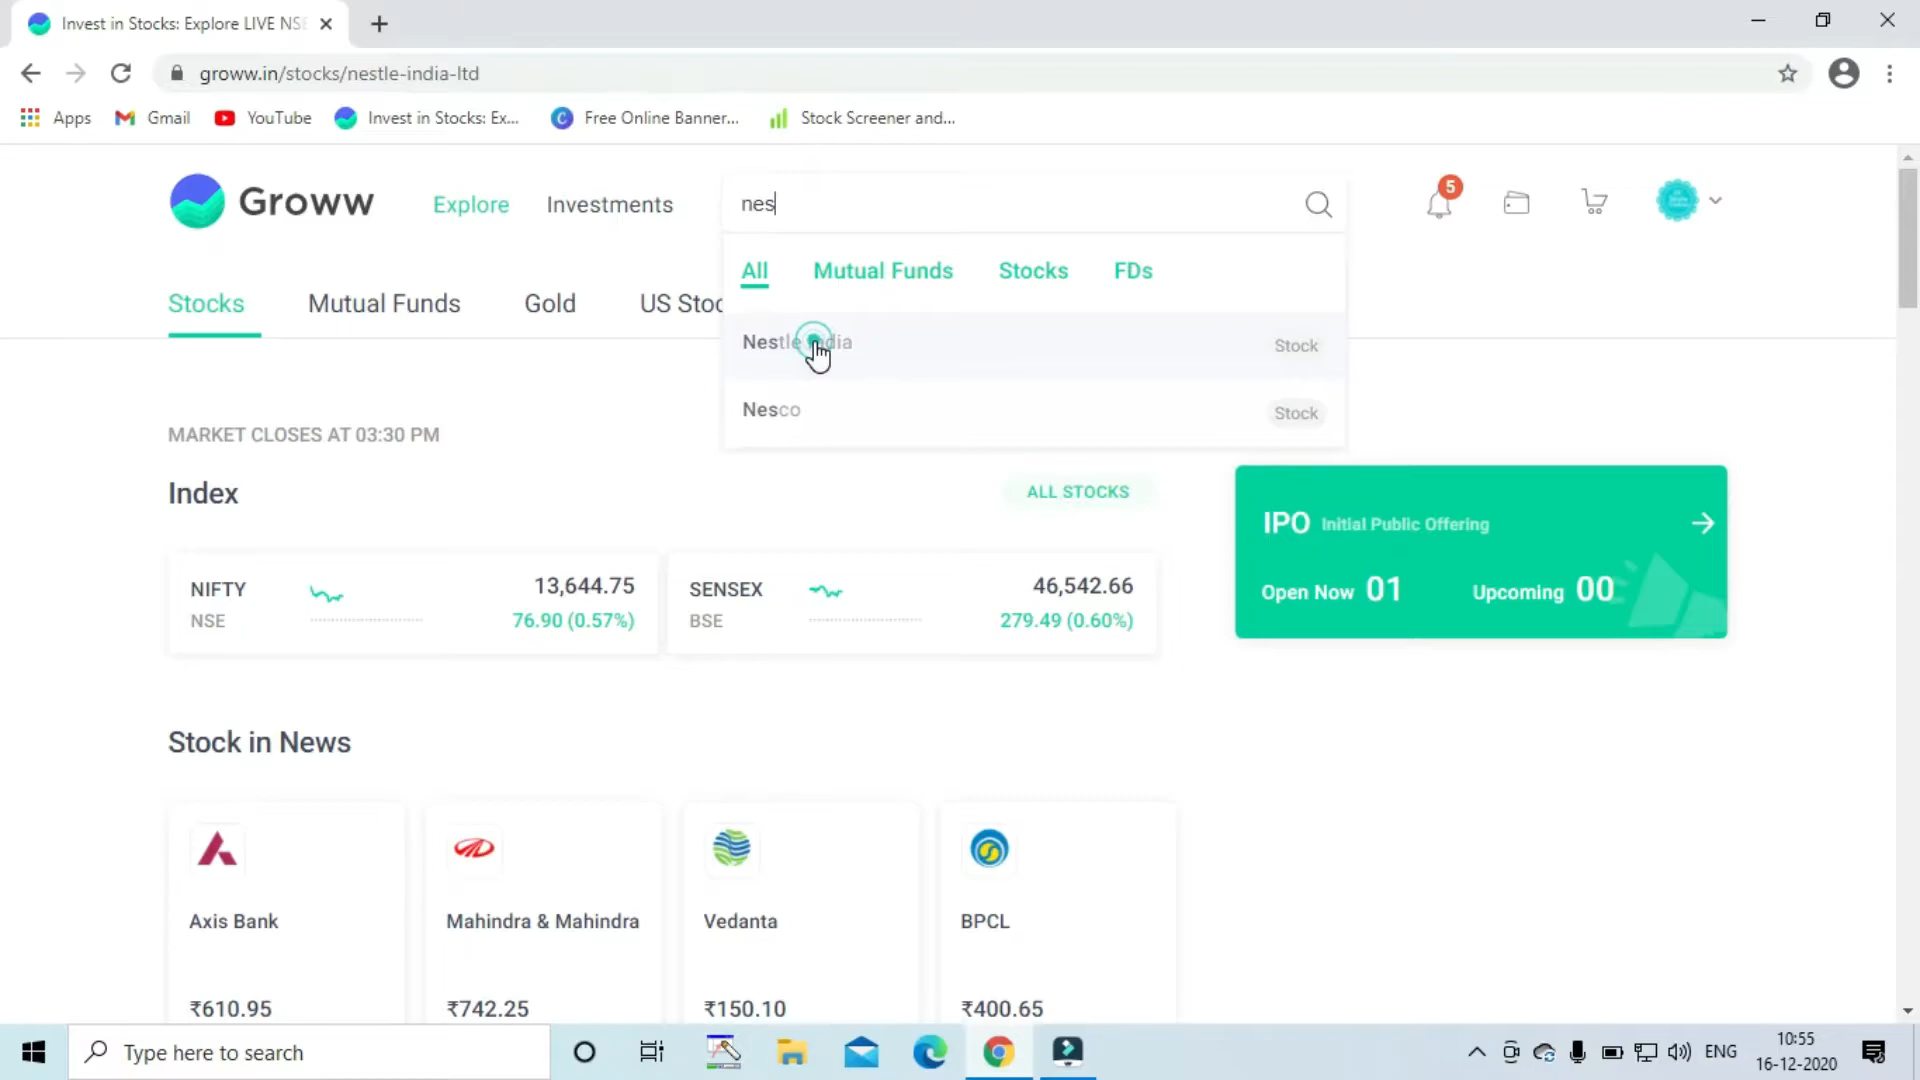 Invest in Stocks: Explore LIVE NS
groww.in/stocks/nestle-india-ltd
Apps Gmail YouTube Invest in Stocks: Ex... Free Online Banner... Stock Screener and...
Groww Explore Investments nes 5
All Mutual Funds Stocks FDs
Stocks Mutual Funds Gold US Stoc
Nestle India Stock
Nesco Stock
MARKET CLOSES AT 03:30 PM
Index ALL STOCKS
IPO Initial Public Offering
Open Now 01 Upcoming 00
NIFTY 13,644.75 SENSEX 46,542.66
NSE 76.90 (0.57%) BSE 279.49 (0.60%)
Stock in News
Axis Bank Mahindra & Mahindra Vedanta BPCL
₹610.95 ₹742.25 ₹150.10 ₹400.65
Type here to search ENG 10:55
16-12-2020